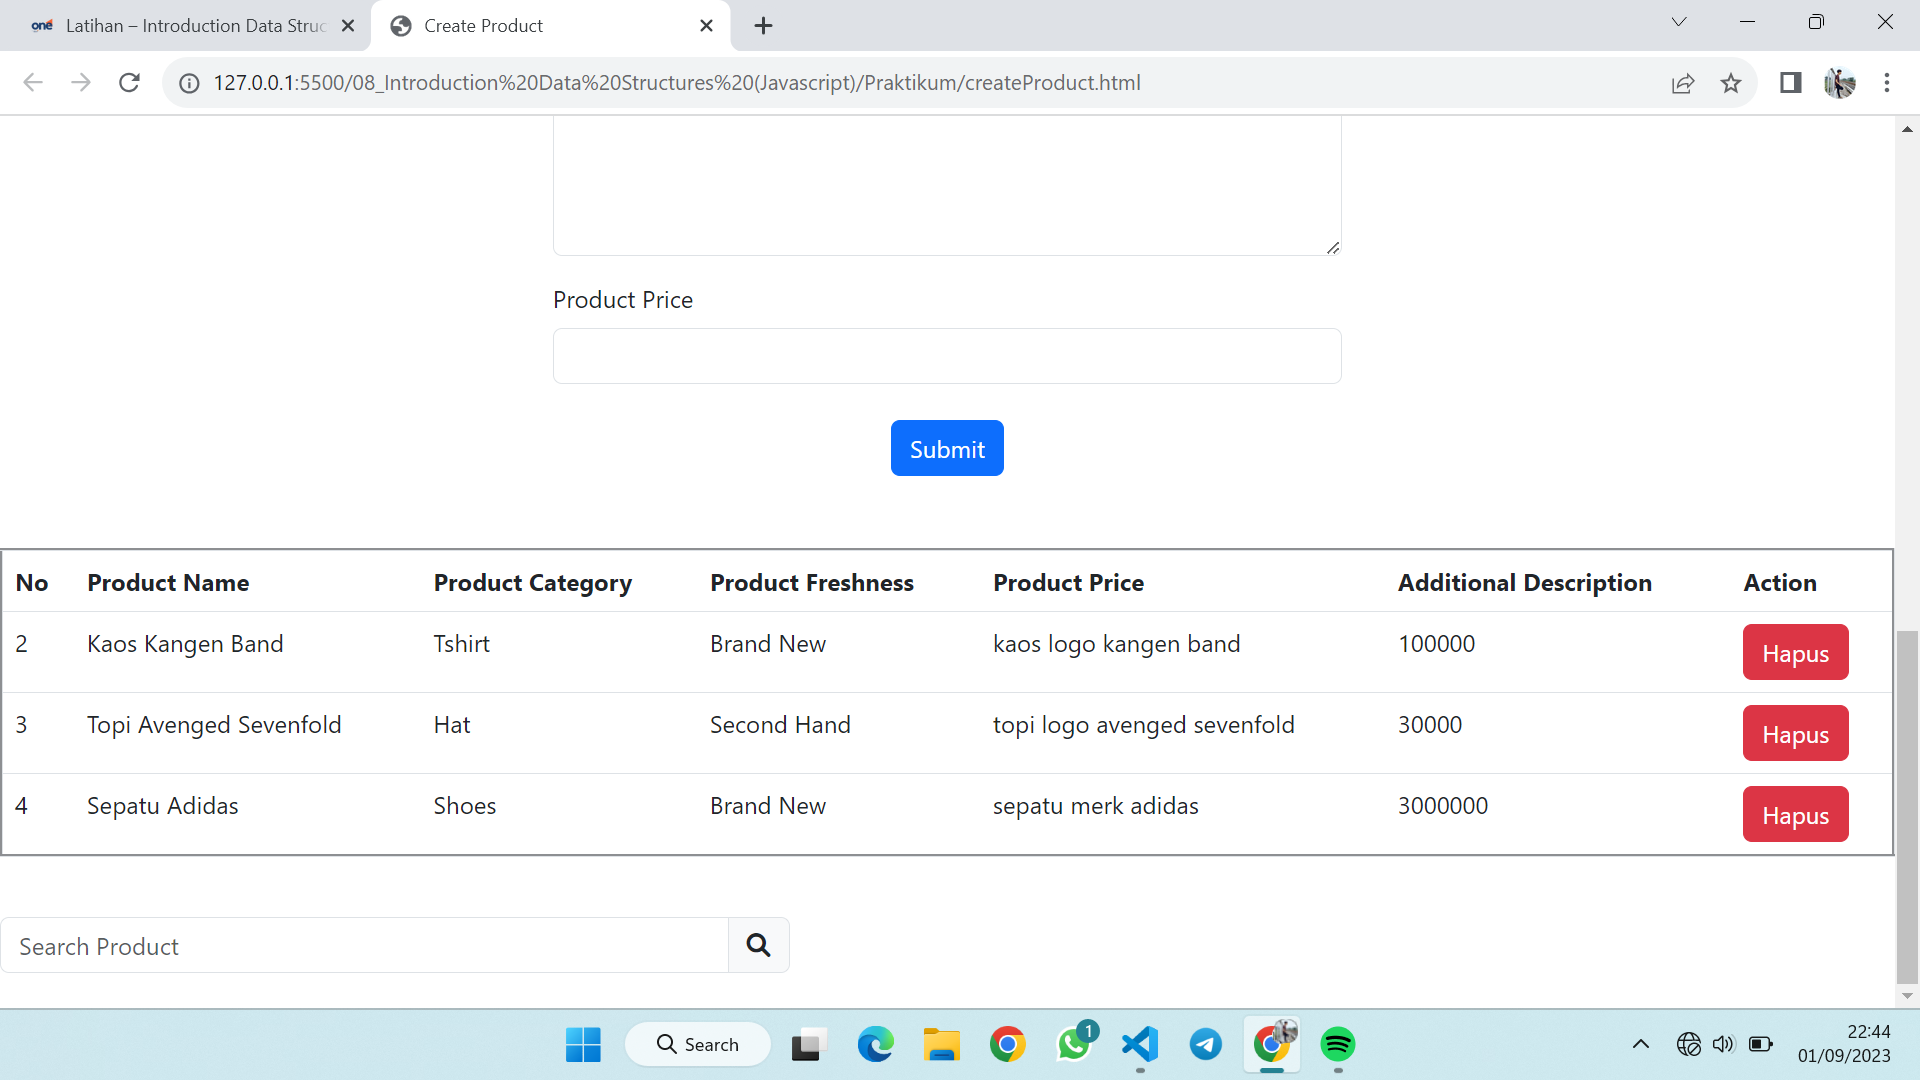 one Latihan – Introduction Data Struc
Create Product
127.0.0.1:5500/08_Introduction%20Data%20Structures%20(Javascript)/Praktikum/createProduct.html
Product Price
Submit
No Product Name Product Category Product Freshness Product Price Additional Description Action
2 Kaos Kangen Band Tshirt Brand New kaos logo kangen band 100000 Hapus
3 Topi Avenged Sevenfold Hat Second Hand topi logo avenged sevenfold 30000 Hapus
4 Sepatu Adidas Shoes Brand New sepatu merk adidas 3000000 Hapus
Search Product
Search
1
22:44
01/09/2023